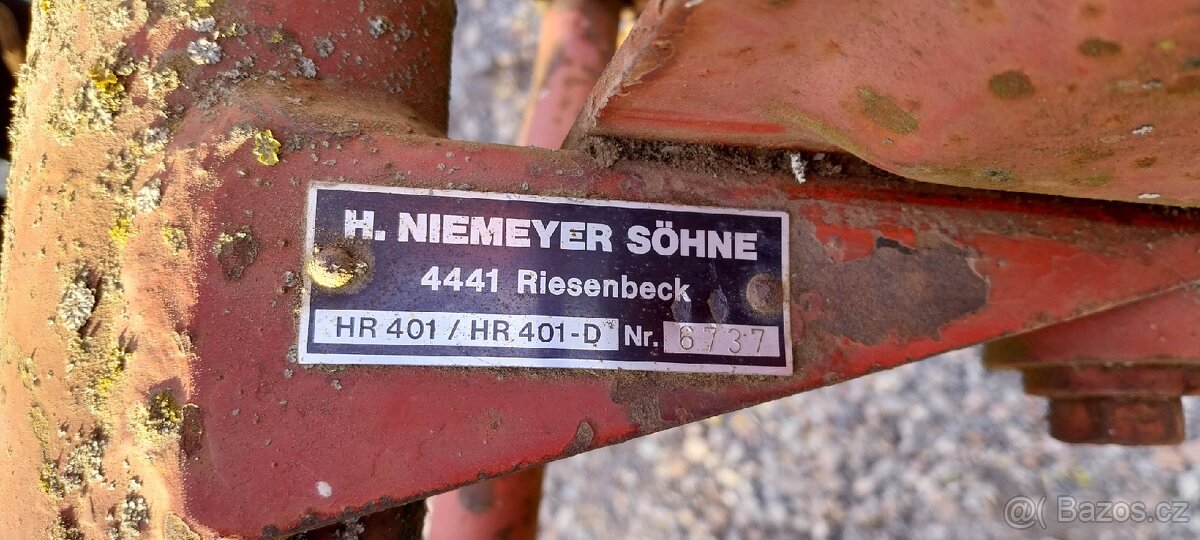 H. NIEMEYER SÖHNE
4441 Riesenbeck
HR 401 / HR 401-D Nr. 6737
@ Bazos.cz